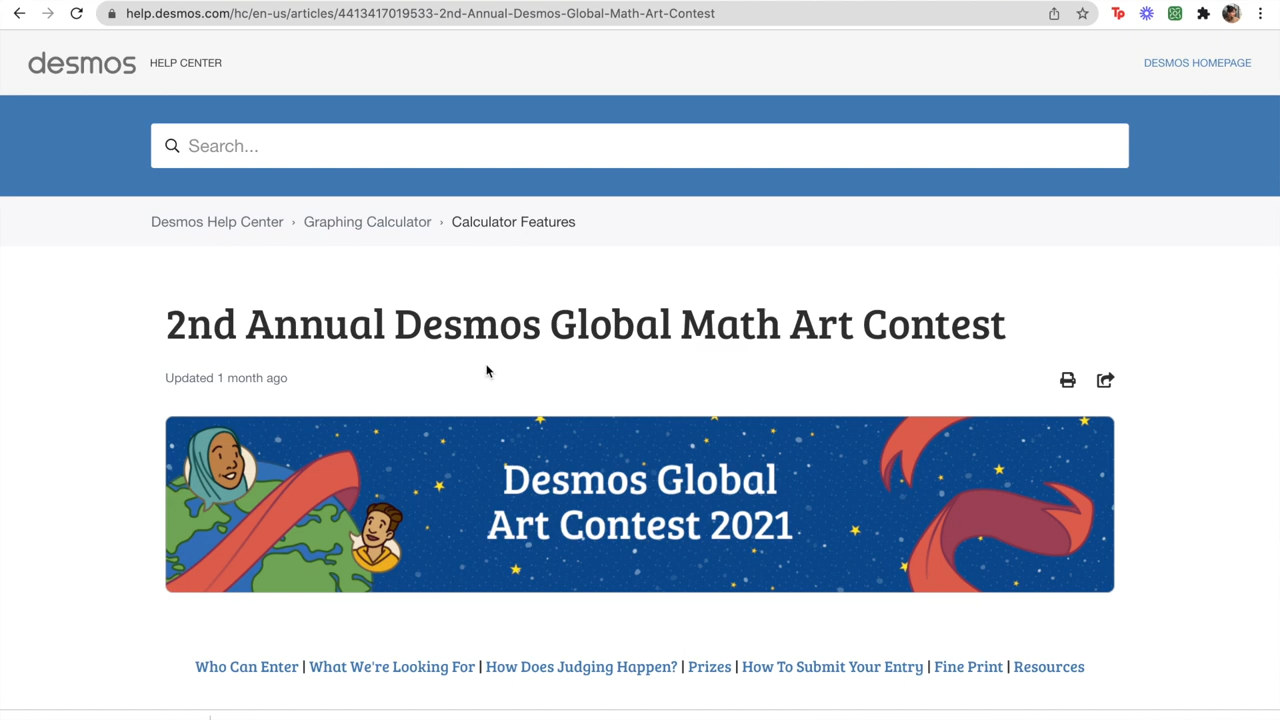 help.desmos.com/hc/en-us/articles/4413417019533-2nd-Annual-Desmos-Global-Math-Art-Contest
Tp
desmos HELP CENTER
DESMOS HOMEPAGE
Search...
Desmos Help Center › Graphing Calculator › Calculator Features
2nd Annual Desmos Global Math Art Contest
Updated 1 month ago
Desmos Global
Art Contest 2021
Who Can Enter | What We're Looking For | How Does Judging Happen? | Prizes | How To Submit Your Entry | Fine Print | Resources